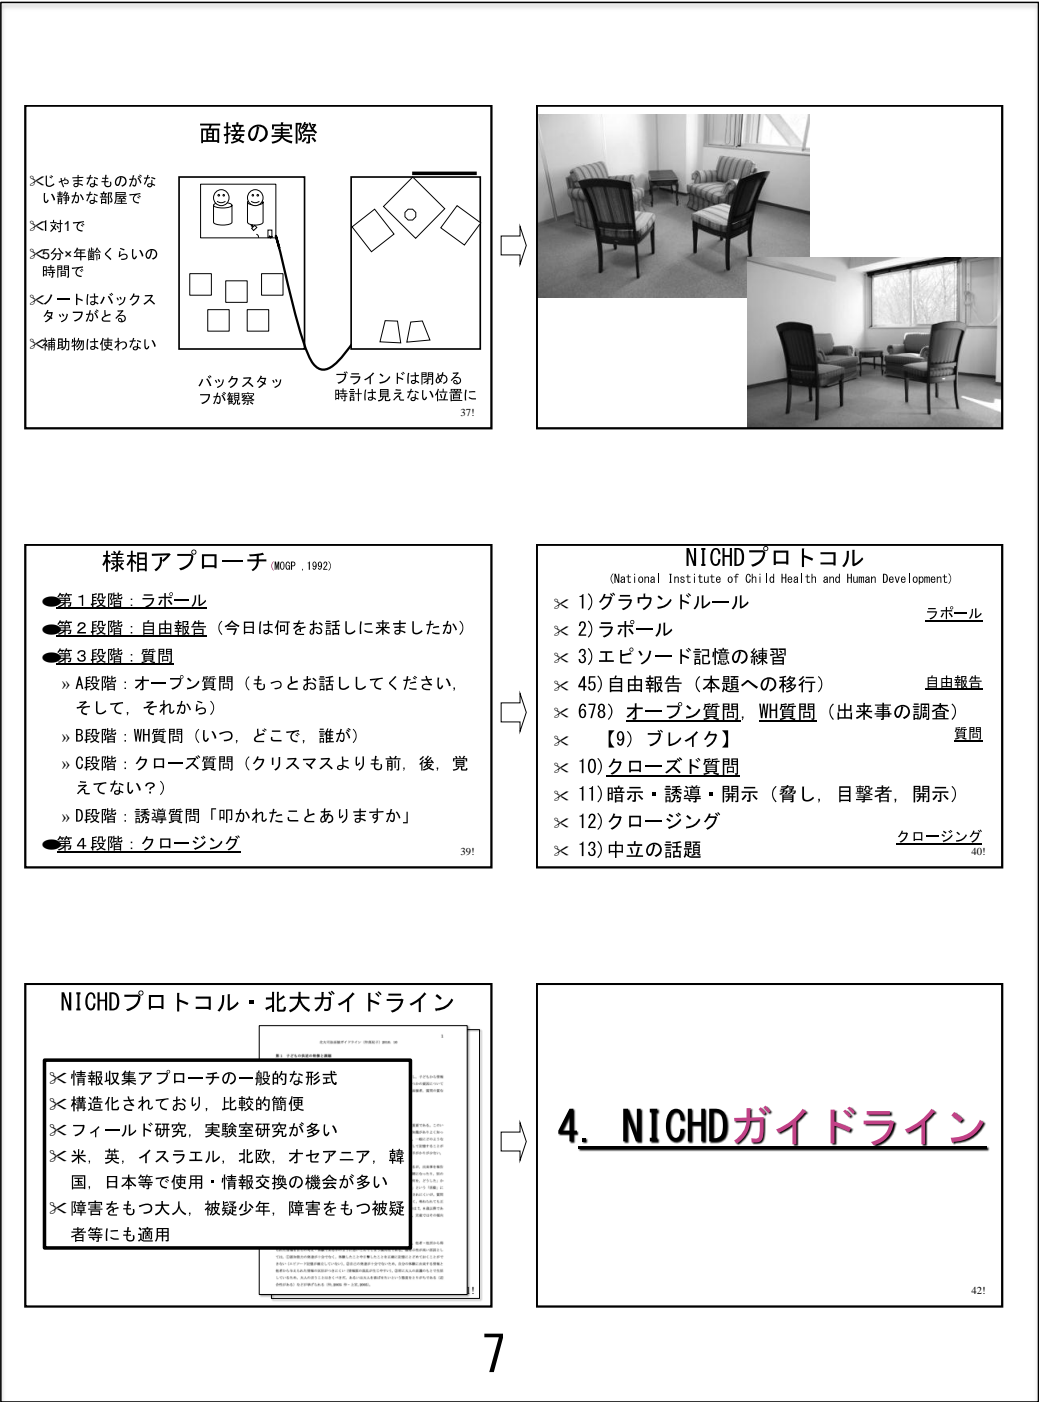 面接の実際
じゃまなものがな
い静かな部屋で
1対1で
5分×年齢くらいの
時間で
ノートはバックス
タッフがとる
補助物は使わない
バックスタッ
フが観察
ブラインドは閉める
時計は見えない位置に
37!
様相アプローチ(MOGP ,1992)
第１段階：ラポール
第２段階：自由報告（今日は何をお話しに来ましたか）
第３段階：質問
» A段階：オープン質問（もっとお話ししてください，
そして，それから）
» B段階：WH質問（いつ，どこで，誰が）
» C段階：クローズ質問（クリスマスよりも前，後，覚
えてない？）
» D段階：誘導質問「叩かれたことありますか」
第４段階：クロージング
39!
NICHDプロトコル
(National Institute of Child Health and Human Development)
1)グラウンドルール
ラポール
2)ラポール
3)エピソード記憶の練習
45)自由報告（本題への移行）
自由報告
678) オープン質問，WH質問（出来事の調査）
質問
【9) ブレイク】
10)クローズド質問
11)暗示・誘導・開示（脅し，目撃者，開示）
12)クロージング
クロージング
13)中立の話題
40!
NICHDプロトコル・北大ガイドライン
情報収集アプローチの一般的な形式
構造化されており，比較的簡便
フィールド研究，実験室研究が多い
米，英，イスラエル，北欧，オセアニア，韓
国，日本等で使用・情報交換の機会が多い
障害をもつ大人，被疑少年，障害をもつ被疑
者等にも適用
4. NICHDガイドライン
42!
7